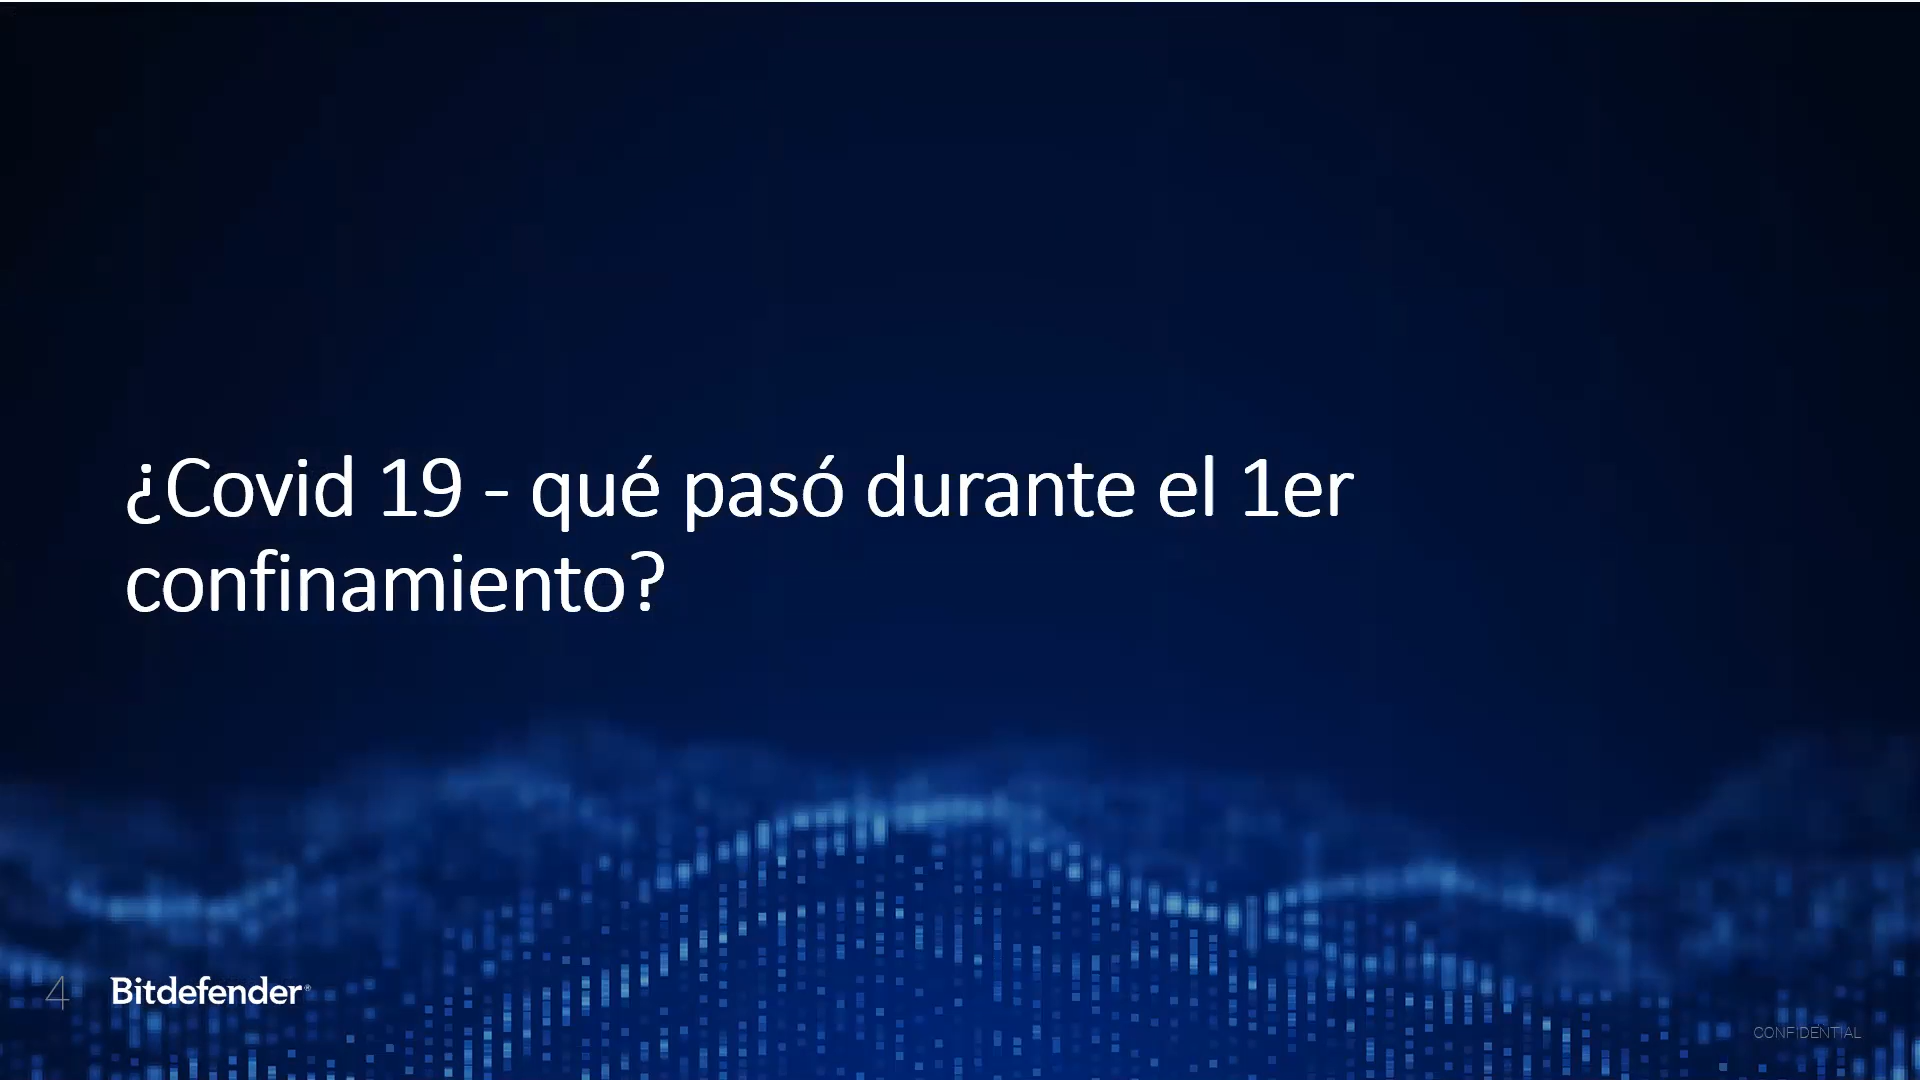 ¿Covid 19 - qué pasó durante el 1er
confinamiento?
4 Bitdefender®
CONFIDENTIAL